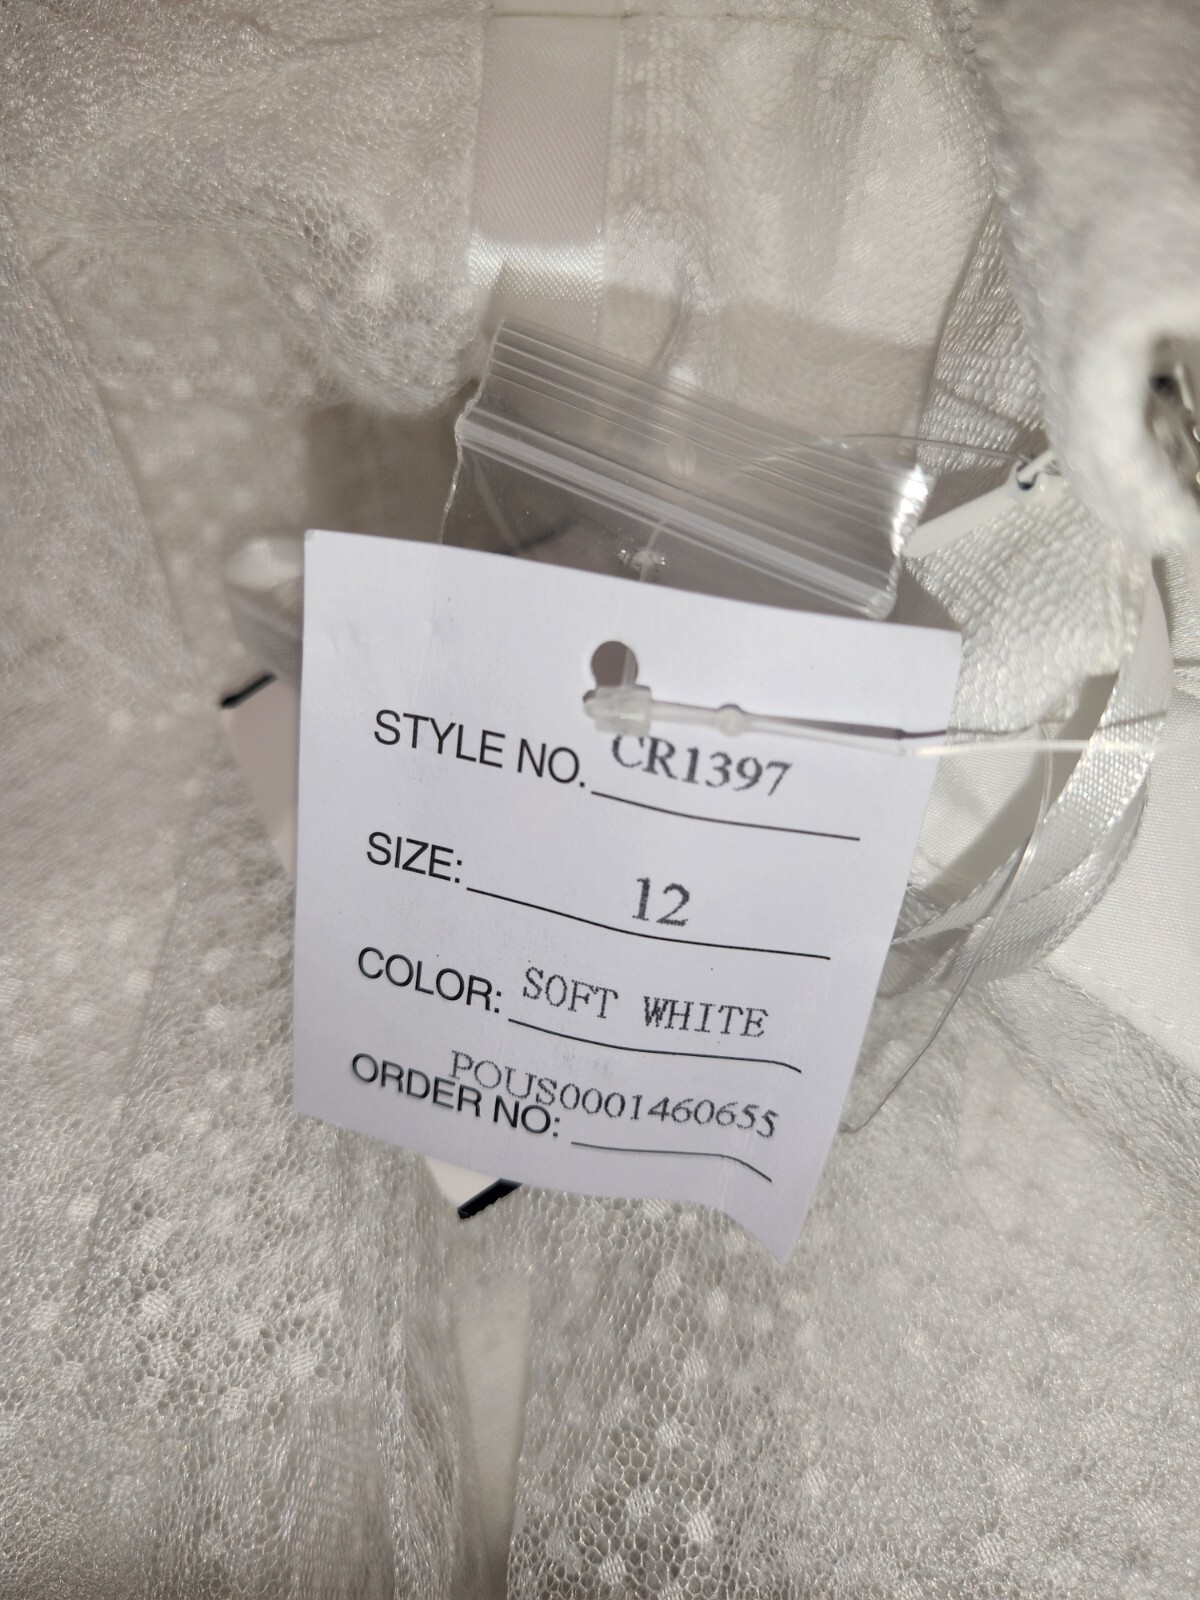 STYLE NO. CR1397
SIZE: 12
COLOR: SOFT WHITE
ORDER NO: POUS0001460655